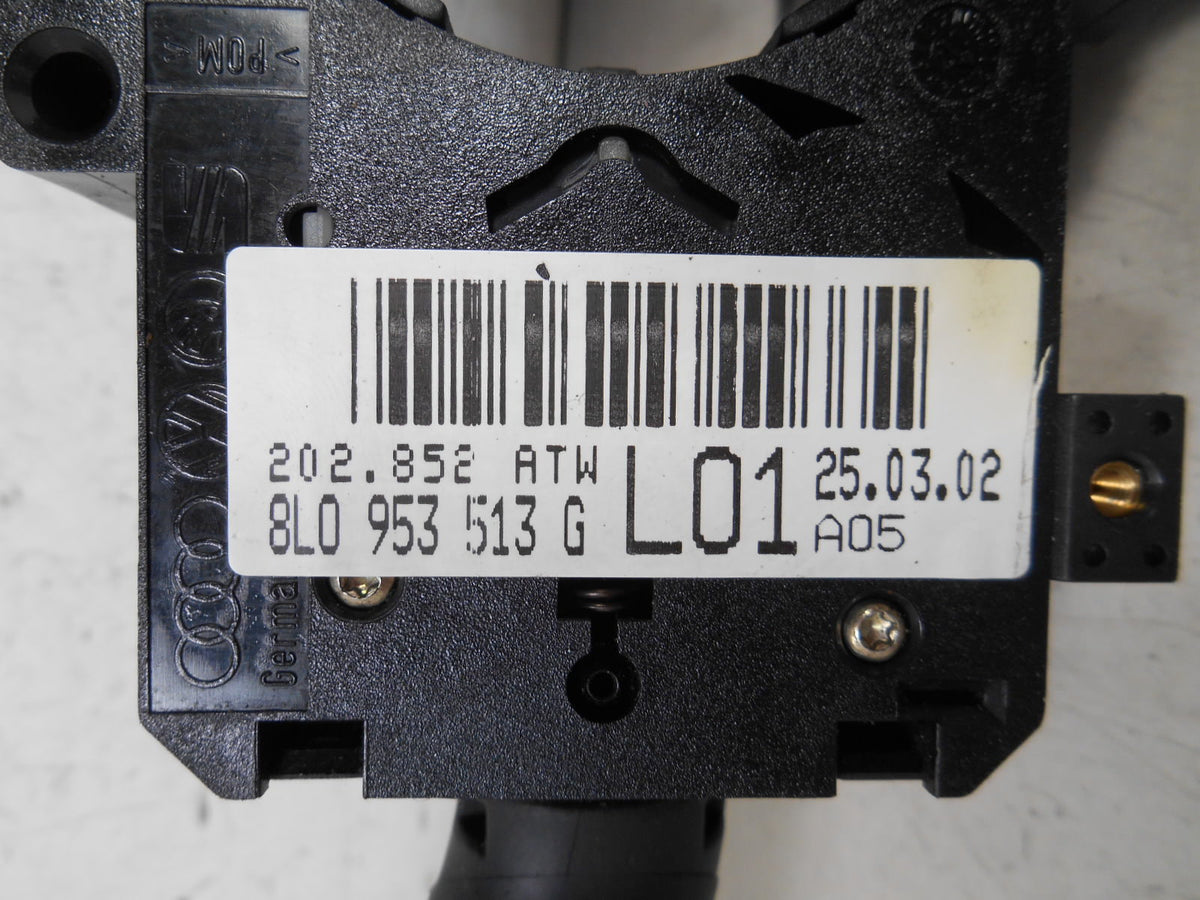 >POM<
202.852 ATW
8L0 953 513 G
L01
25.03.02
A05
Germa